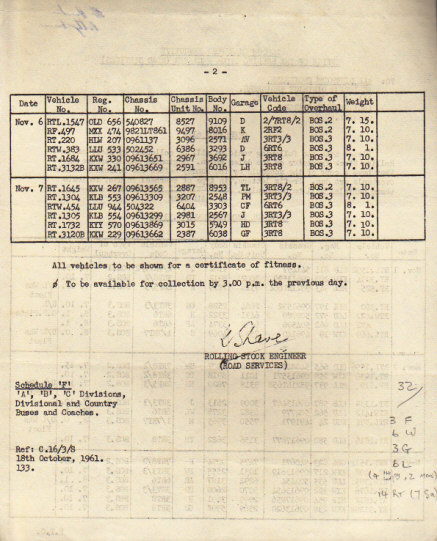 - 2 -
Date Vehicle No. Reg. No. Chassis No. Chassis Unit No. Body No. Garage Vehicle Code Type of Overhaul Weight
Nov. 6 RTL.1547 OLD 656 540827 8527 9109 D 2/7RT8/2 BOS.2 7. 15.
RF.497 MXX 474 9821LT861 9497 8016 K 2RF2 BOS.2 7. 10.
RT.220 HLW 207 09611137 3096 2571 AV 3RT3/3 BOS.3 7. 10.
RTW.383 LLU 533 502452 6386 3293 D 6RT6 BOS.3 8. 1.
RT.1684 KXW 330 09613651 2967 3692 J 3RT8 BOS.3 7. 10.
RT.3132B KXW 241 09613669 2591 6016 LH 3RT8 BOS.3 7. 10.
Nov. 7 RT.1645 KXW 267 09613565 2887 8953 TL 3RT8/2 BOS.2 7. 10.
RT.1304 KLB 553 09613309 3207 2548 PM 3RT3/3 BOS.3 7. 10.
RTW.454 LLU 944 504322 6404 3303 CF 6RT6 BOS.3 8. 1.
RT.1305 KLB 554 09613299 2981 2567 J 3RT3/3 BOS.3 7. 10.
RT.1732 KYY 570 09613869 3015 5749 HD 3RT8 BOS.3 7. 10.
RT.3120B KXW 229 09613662 2387 6038 GF 3RT8 BOS.3 7. 10.
All vehicles to be shown for a certificate of fitness.
ø To be available for collection by 3.00 p.m. the previous day.
ROLLING STOCK ENGINEER
(ROAD SERVICES)
Schedule 'F'
'A', 'B', 'C' Divisions,
Divisional and Country
Buses and Coaches.
Ref: C.16/3/8
18th October, 1961.
133.
32/
3 F
6 W
3 G
6 L
14 RT